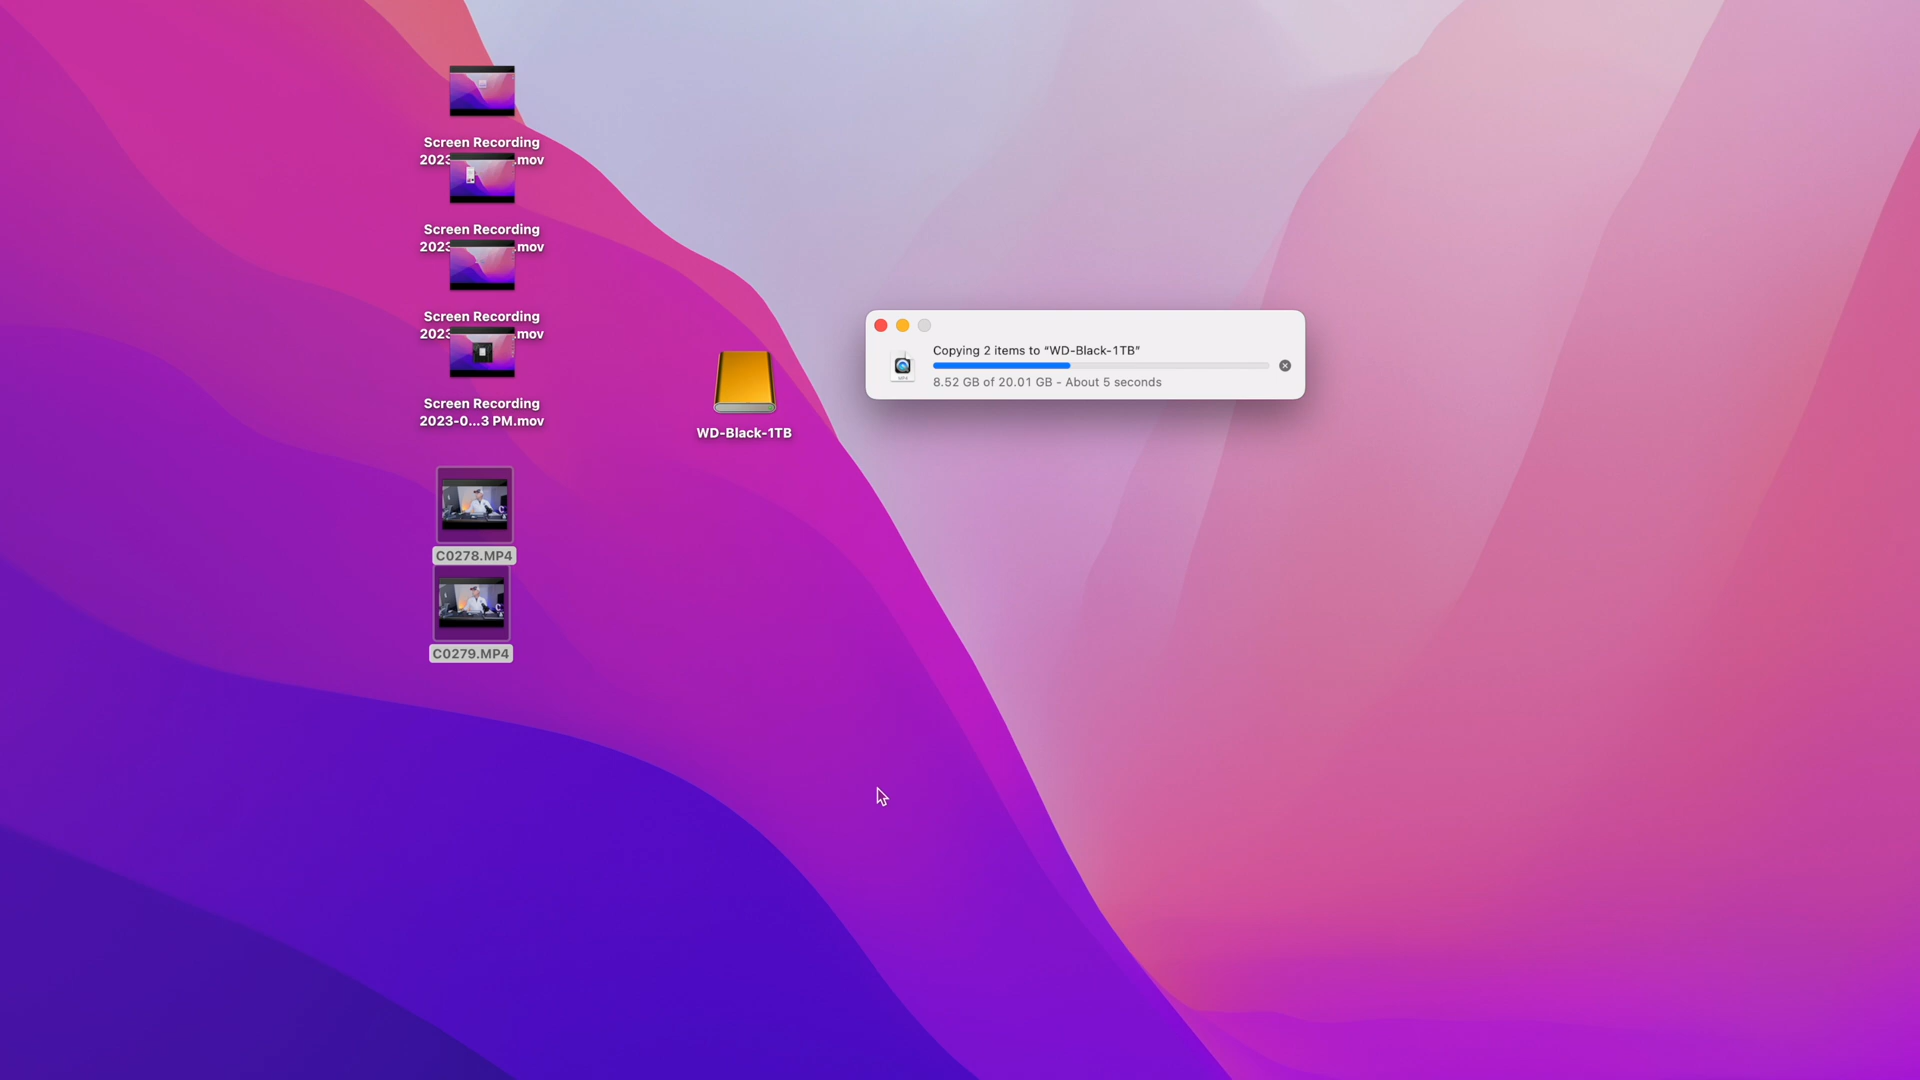 Screen Recording
2023 .mov
Screen Recording
2023 .mov
Screen Recording
2023 .mov
Screen Recording
2023-0...3 PM.mov
WD-Black-1TB
Copying 2 items to “WD-Black-1TB”
8.52 GB of 20.01 GB - About 5 seconds
C0278.MP4
C0279.MP4